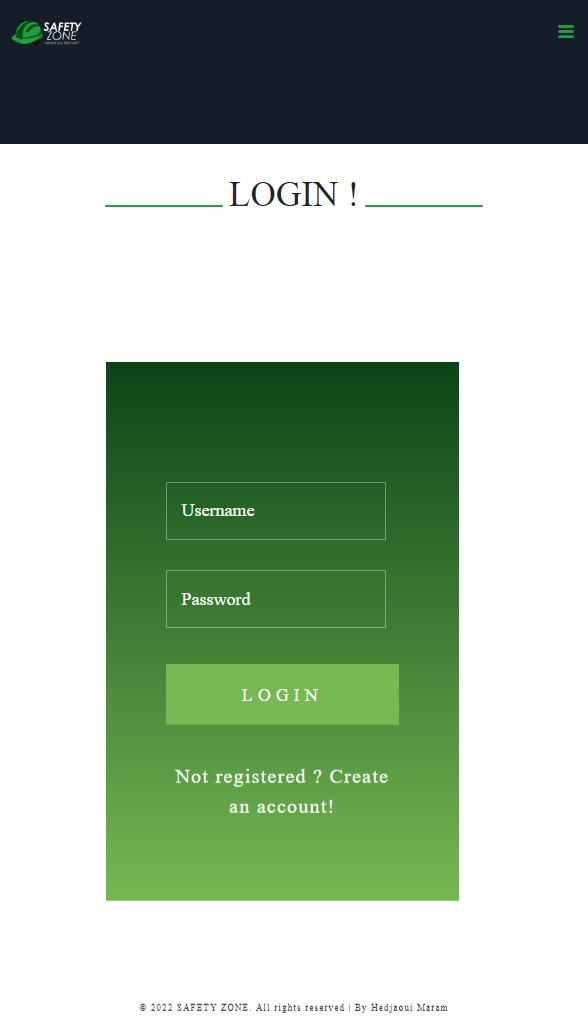 SAFETY
ZONE
LOGIN !
Username
Password
LOGIN
Not registered ? Create
an account!
© 2022 SAFETY ZONE. All rights reserved | By Hedjaoui Maram